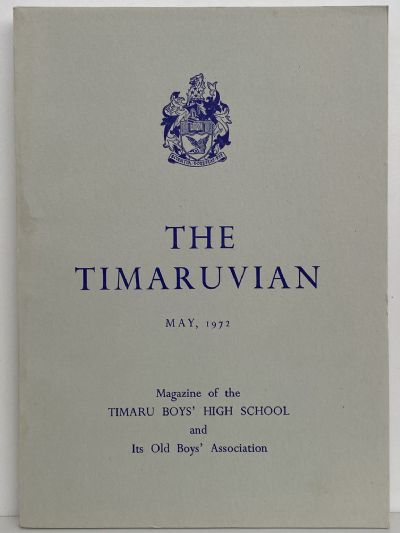 THE
TIMARUVIAN
MAY, 1972
Magazine of the
TIMARU BOYS' HIGH SCHOOL
and
Its Old Boys' Association